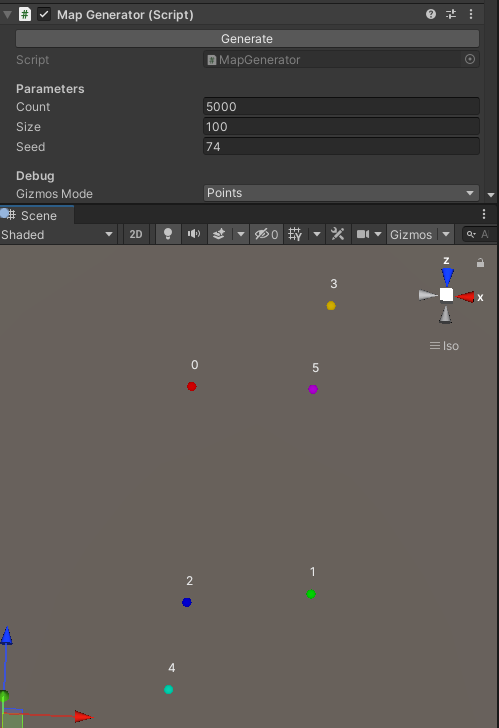 Map Generator (Script)
Generate
Script MapGenerator
Parameters
Count 5000
Size 100
Seed 74
Debug
Gizmos Mode Points
Scene
Shaded 2D 0 Gizmos A
z
3
x
Iso
0
5
1
2
4